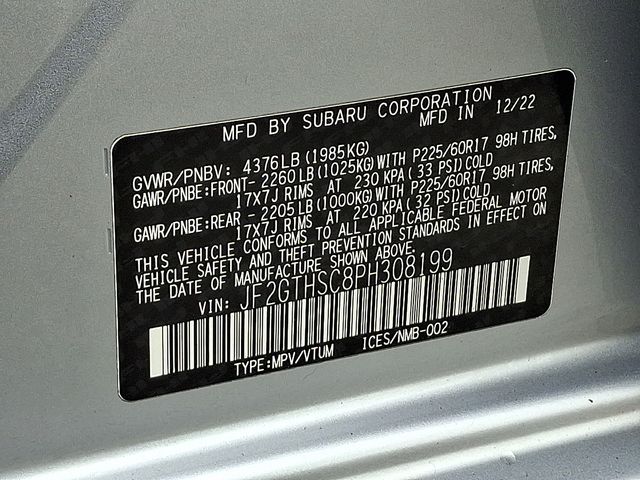 MFD BY SUBARU CORPORATION
MFD IN 12/22
GVWR/PNBV: 4376LB (1985KG)
GAWR/PNBE:FRONT-2260LB (1025KG)WITH P225/60R17 98H TIRES,
17X7J RIMS AT 230 KPA (33 PSI)COLD
GAWR/PNBE:REAR -2205LB (1000KG)WITH P225/60R17 98H TIRES,
17X7J RIMS AT 220 KPA (32 PSI)COLD
THIS VEHICLE CONFORMS TO ALL APPLICABLE FEDERAL MOTOR
VEHICLE SAFETY AND THEFT PREVENTION STANDARDS IN EFFECT ON
THE DATE OF MANUFACTURE SHOWN ABOVE.
VIN: JF2GTHSC8PH308199
TYPE:MPV/VTUM ICES/NMB-002